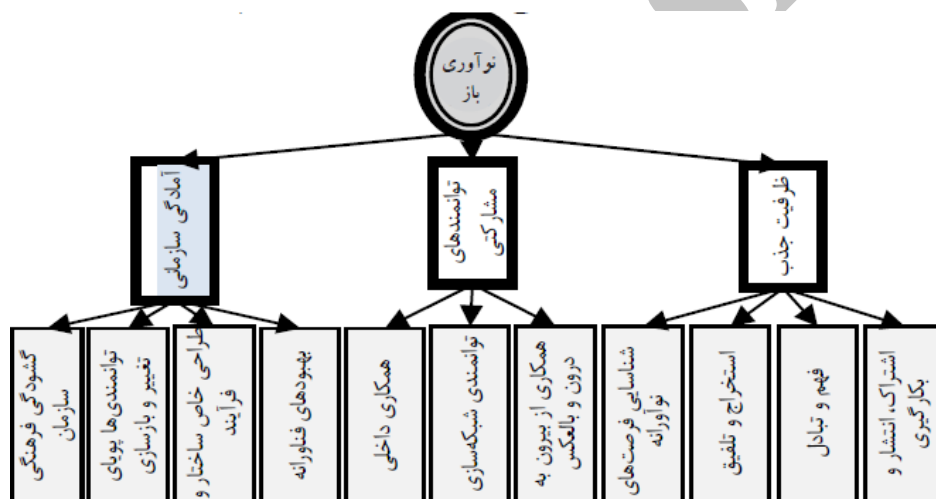 نوآوری
باز
ظرفیت جذب
توانمندهای
مشارکتی
آمادگی سازمانی
اشتراک، انتشار و
بکارگیری
فهم و تبادل
استخراج و تلفیق
شناسایی فرصت‌های
نوآورانه
همکاری از بیرون به
درون و بالعکس
توانمندی شبکه‌سازی
همکاری داخلی
بهبودهای فناورانه
طراحی خاص ساختار و
فرآیند
توانمندی‌ها پویای
تغییر و بازسازی
گشودگی فرهنگی
سازمان